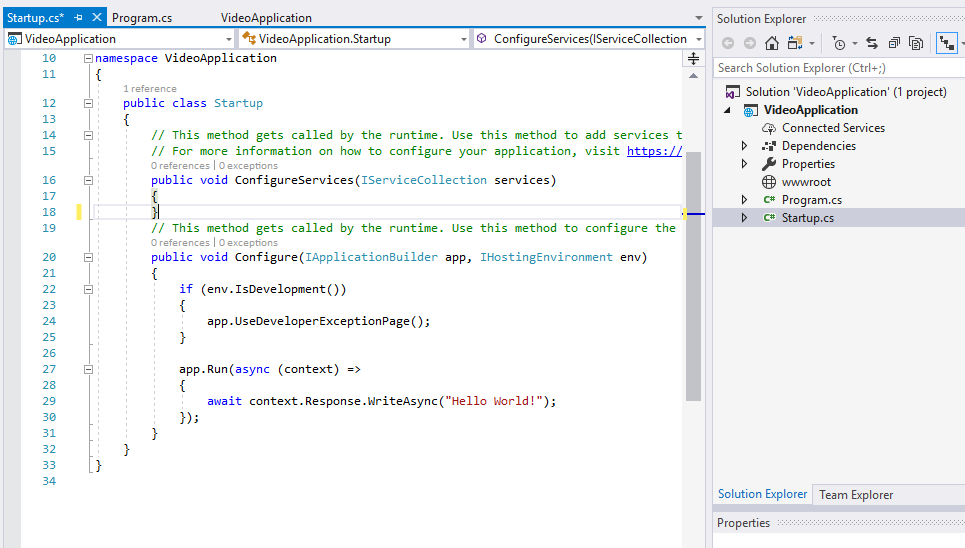 Startup.cs* Program.cs VideoApplication
VideoApplication VideoApplication.Startup ConfigureServices(IServiceCollection
10 namespace VideoApplication
11 {
1 reference
12 public class Startup
13 {
14 // This method gets called by the runtime. Use this method to add services t
15 // For more information on how to configure your application, visit https://
0 references | 0 exceptions
16 public void ConfigureServices(IServiceCollection services)
17 {
18 }
19 // This method gets called by the runtime. Use this method to configure the
0 references | 0 exceptions
20 public void Configure(IApplicationBuilder app, IHostingEnvironment env)
21 {
22 if (env.IsDevelopment())
23 {
24 app.UseDeveloperExceptionPage();
25 }
26
27 app.Run(async (context) =>
28 {
29 await context.Response.WriteAsync("Hello World!");
30 });
31 }
32 }
33 }
34
Solution Explorer
Search Solution Explorer (Ctrl+;)
Solution 'VideoApplication' (1 project)
VideoApplication
Connected Services
Dependencies
Properties
wwwroot
C# Program.cs
C# Startup.cs
Solution Explorer Team Explorer
Properties